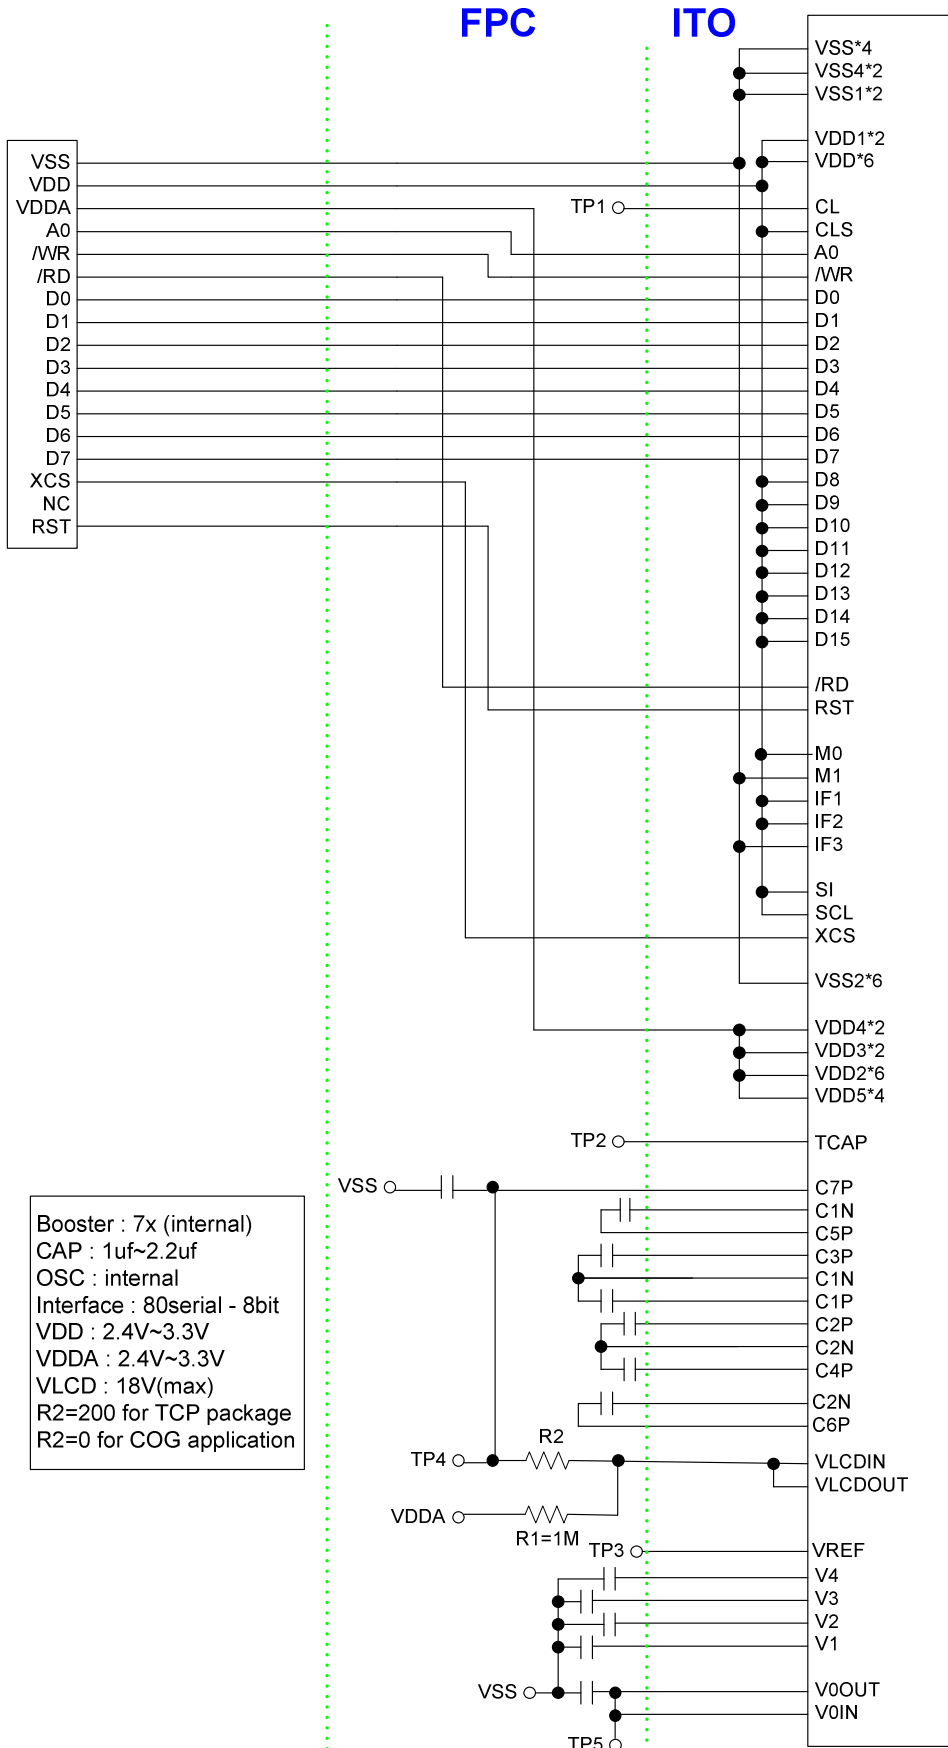 FPC
ITO
VSS
VDD
VDDA
A0
/WR
/RD
D0
D1
D2
D3
D4
D5
D6
D7
XCS
NC
RST
Booster : 7x (internal)
CAP : 1uf~2.2uf
OSC : internal
Interface : 80serial - 8bit
VDD : 2.4V~3.3V
VDDA : 2.4V~3.3V
VLCD : 18V(max)
R2=200 for TCP package
R2=0 for COG application
TP1
TP2
VSS
R2
TP4
VDDA
R1=1M
TP3
VSS
TP5
VSS*4
VSS4*2
VSS1*2
VDD1*2
VDD*6
CL
CLS
A0
/WR
D0
D1
D2
D3
D4
D5
D6
D7
D8
D9
D10
D11
D12
D13
D14
D15
/RD
RST
M0
M1
IF1
IF2
IF3
SI
SCL
XCS
VSS2*6
VDD4*2
VDD3*2
VDD2*6
VDD5*4
TCAP
C7P
C1N
C5P
C3P
C1N
C1P
C2P
C2N
C4P
C2N
C6P
VLCDIN
VLCDOUT
VREF
V4
V3
V2
V1
V0OUT
V0IN